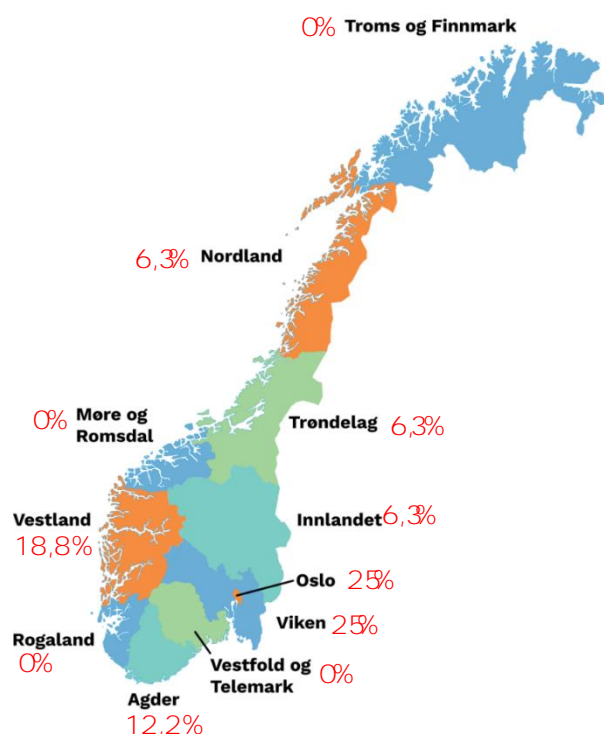 0% Troms og Finnmark
6,3% Nordland
0% Møre og
Romsdal
Trøndelag 6,3%
Vestland
18,8%
Innlandet 6,3%
Oslo 25%
Viken 25%
Rogaland
0%
Vestfold og
Telemark 0%
Agder
12,2%